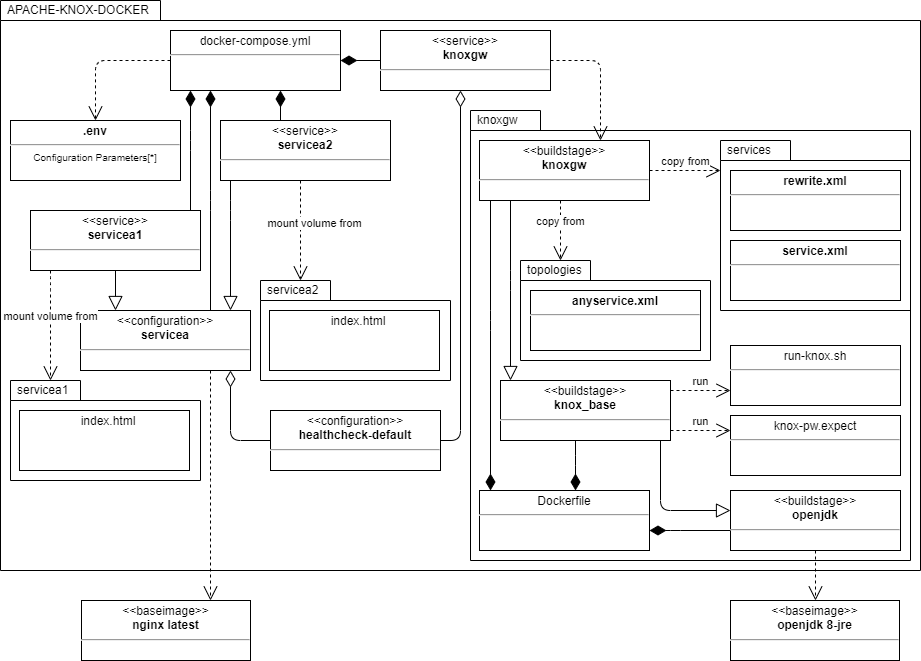 APACHE-KNOX-DOCKER
docker-compose.yml
<<service>>
knoxgw
.env
Configuration Parameters[*]
<<service>>
servicea2
knoxgw
<<buildstage>>
knoxgw
copy from
services
rewrite.xml
service.xml
<<service>>
servicea1
mount volume from
copy from
topologies
anyservice.xml
servicea2
index.html
mount volume from
<<configuration>>
servicea
run-knox.sh
run
<<buildstage>>
knox_base
run
knox-pw.expect
servicea1
index.html
<<configuration>>
healthcheck-default
Dockerfile
<<buildstage>>
openjdk
<<baseimage>>
nginx latest
<<baseimage>>
openjdk 8-jre